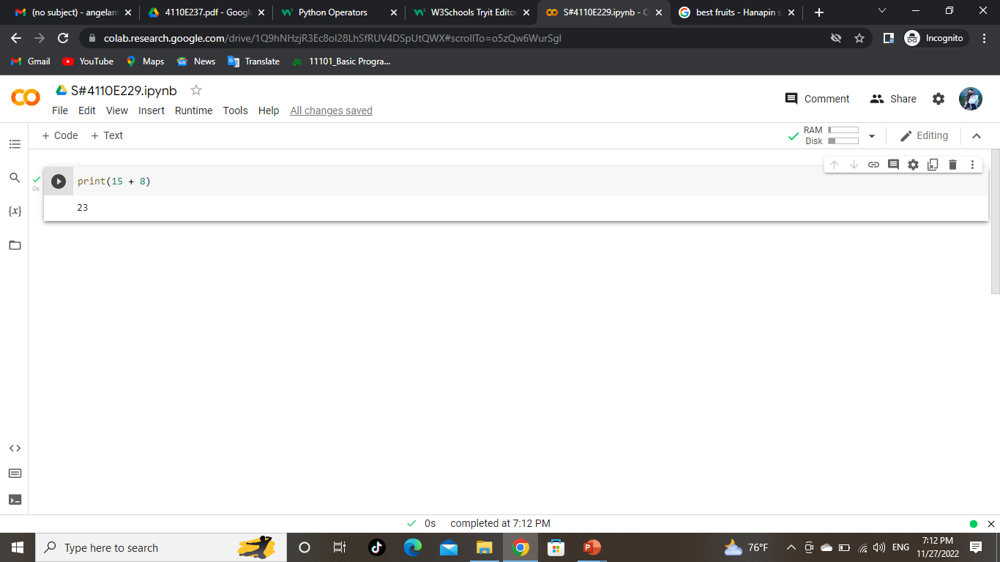 (no subject) - angelam
4110E237.pdf - Googl
Python Operators
W3Schools Tryit Editor
S#4110E229.ipynb - C
best fruits - Hanapin s
colab.research.google.com/drive/1Q9hNHzjR3Ec8oI28LhSfRUV4DSpUtQWX#scrollTo=o5zQw6WurSgl
Incognito
Gmail
YouTube
Maps
News
Translate
11101_Basic Progra...
S#4110E229.ipynb
Comment
Share
File Edit View Insert Runtime Tools Help All changes saved
+ Code + Text
RAM
Disk
Editing
print(15 + 8)
0s
{x}
23
0s completed at 7:12 PM
Type here to search
76°F
ENG
7:12 PM
11/27/2022